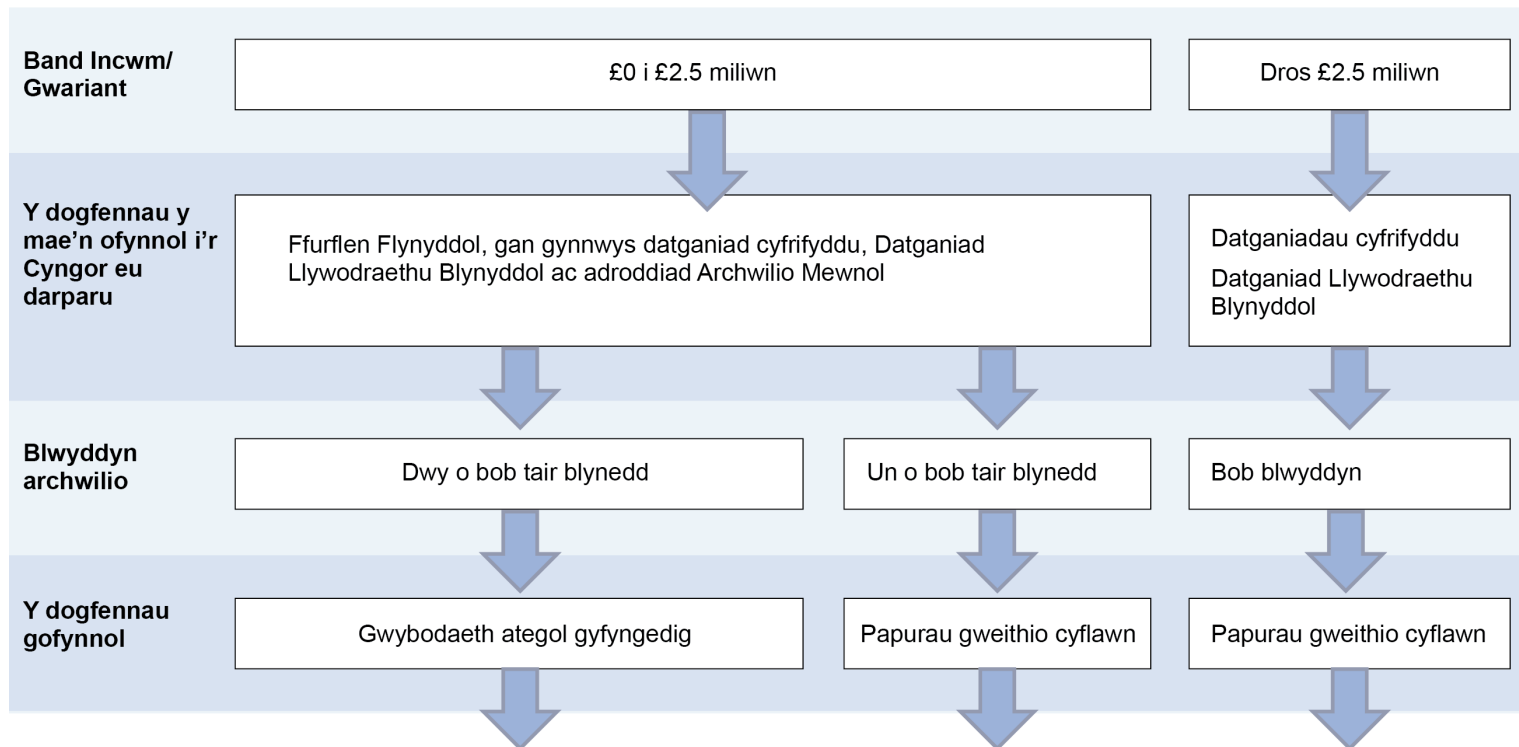 Band Incwm/
Gwariant
£0 i £2.5 miliwn
Dros £2.5 miliwn
Y dogfennau y
mae’n ofynnol i’r
Cyngor eu
darparu
Ffurflen Flynyddol, gan gynnwys datganiad cyfrifyddu, Datganiad
Llywodraethu Blynyddol ac adroddiad Archwilio Mewnol
Datganiadau cyfrifyddu
Datganiad Llywodraethu
Blynyddol
Blwyddyn
archwilio
Dwy o bob tair blynedd
Un o bob tair blynedd
Bob blwyddyn
Y dogfennau
gofynnol
Gwybodaeth ategol gyfyngedig
Papurau gweithio cyflawn
Papurau gweithio cyflawn